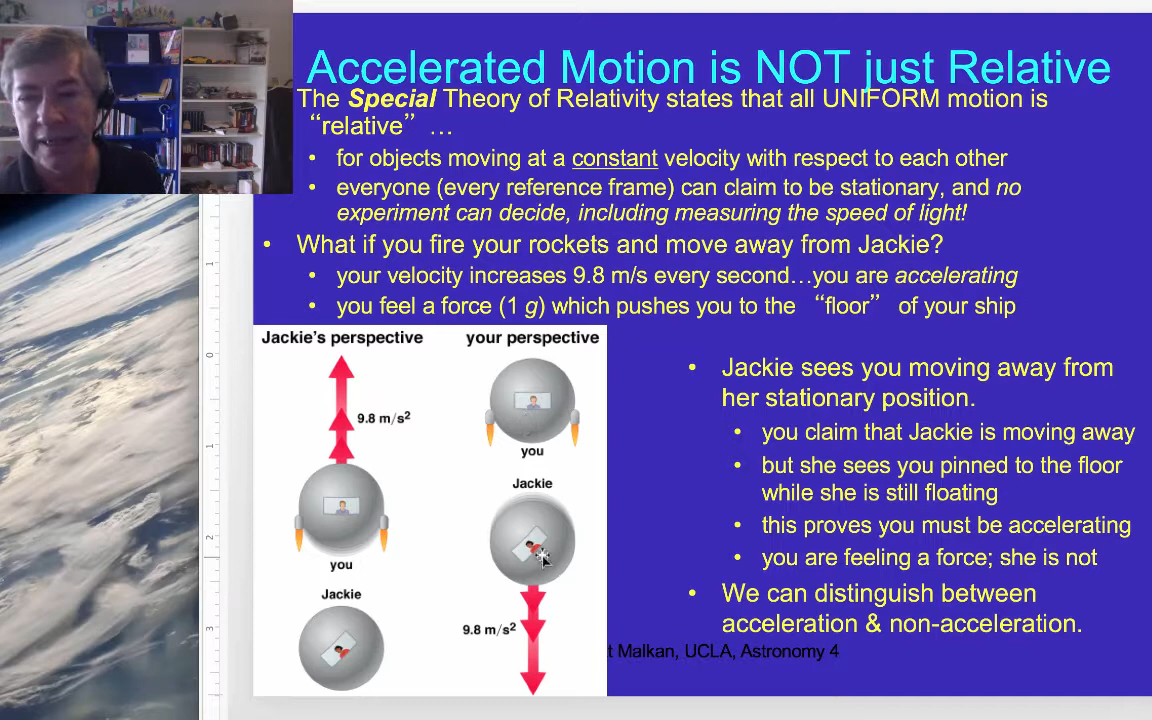 Accelerated Motion is NOT just Relative
The Special Theory of Relativity states that all UNIFORM motion is
“relative” …
• for objects moving at a constant velocity with respect to each other
• everyone (every reference frame) can claim to be stationary, and no
experiment can decide, including measuring the speed of light!
• What if you fire your rockets and move away from Jackie?
• your velocity increases 9.8 m/s every second…you are accelerating
• you feel a force (1 g) which pushes you to the “floor” of your ship
Jackie's perspective
your perspective
9.8 m/s²
you
Jackie
you
Jackie
9.8 m/s²
• Jackie sees you moving away from
her stationary position.
• you claim that Jackie is moving away
• but she sees you pinned to the floor
while she is still floating
• this proves you must be accelerating
• you are feeling a force; she is not
• We can distinguish between
acceleration & non-acceleration.
t Malkan, UCLA, Astronomy 4
1
0
1
2
3